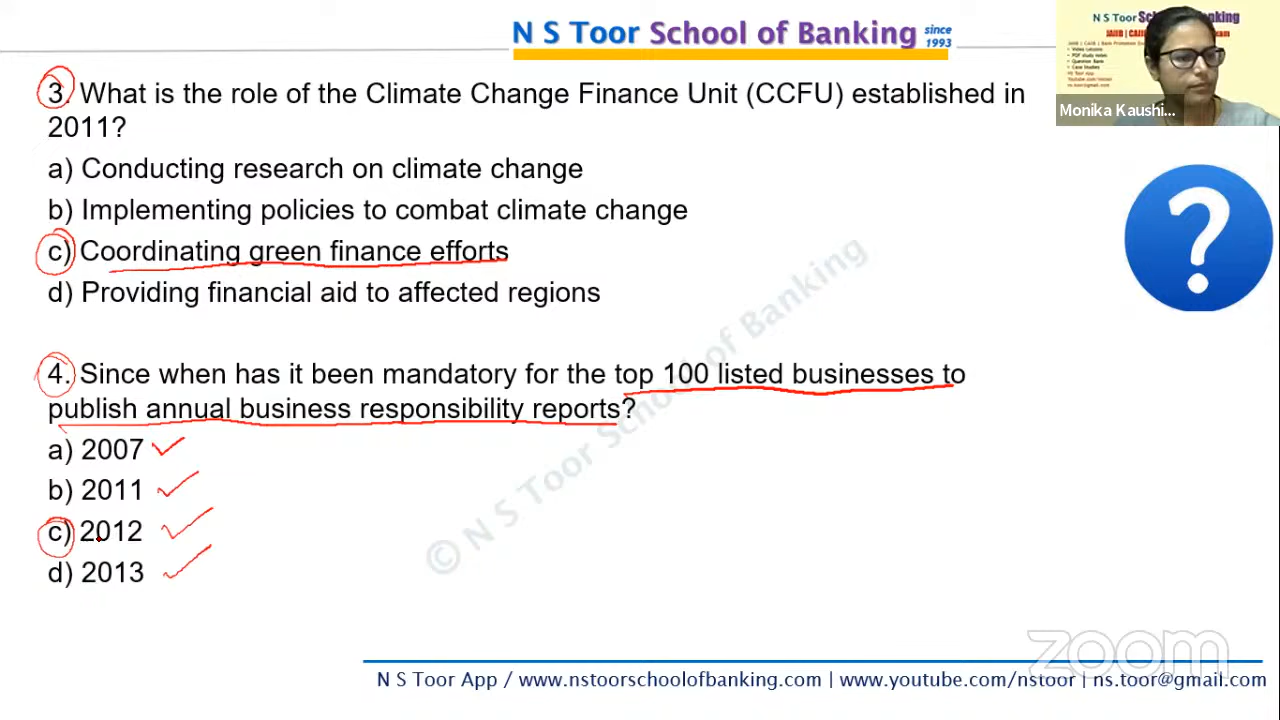 N S Toor School of Banking since 1993
3. What is the role of the Climate Change Finance Unit (CCFU) established in
2011?
a) Conducting research on climate change
b) Implementing policies to combat climate change
c) Coordinating green finance efforts
d) Providing financial aid to affected regions
4. Since when has it been mandatory for the top 100 listed businesses to
publish annual business responsibility reports?
a) 2007
b) 2011
c) 2012
d) 2013
© N S Toor School of Banking
N S Toor
Monika Kaushi...
zoom
N S Toor App / www.nstoorschoolofbanking.com | www.youtube.com/nstoor | ns.toor@gmail.com